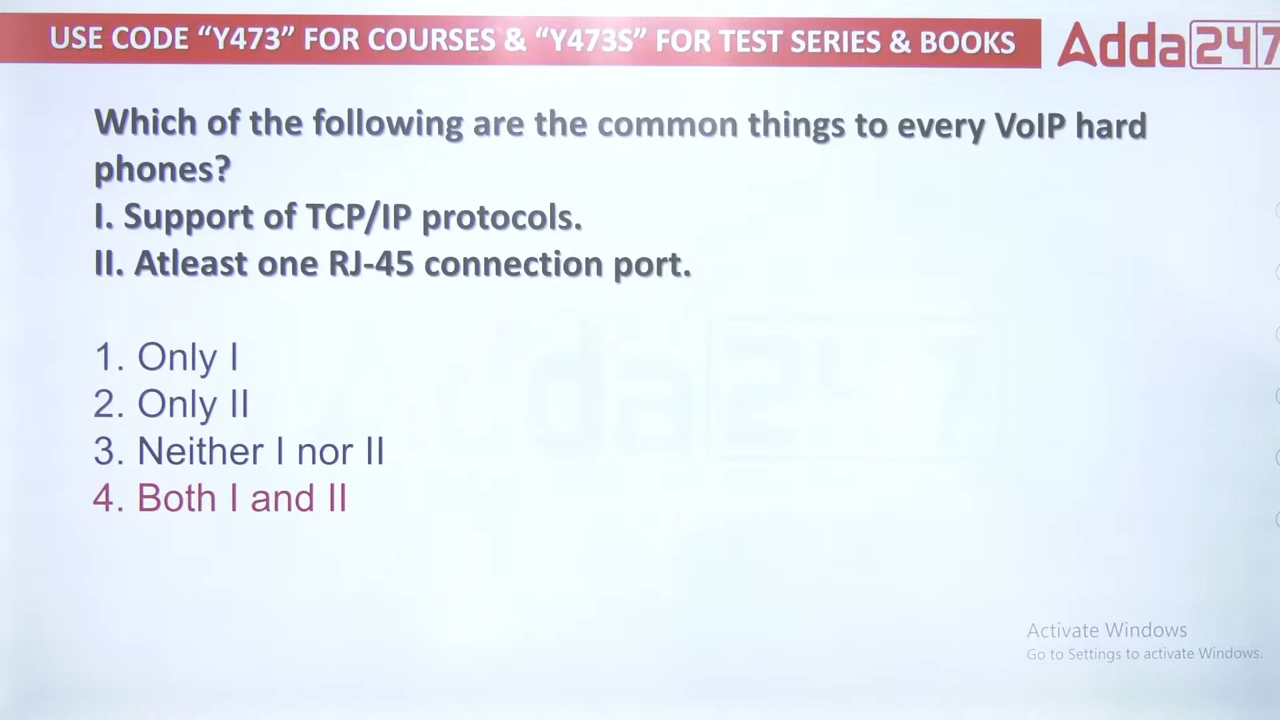 USE CODE “Y473” FOR COURSES & “Y473S” FOR TEST SERIES & BOOKS
Adda247
Which of the following are the common things to every VoIP hard
phones?
I. Support of TCP/IP protocols.
II. Atleast one RJ-45 connection port.
1. Only I
2. Only II
3. Neither I nor II
4. Both I and II
Adda247
Activate Windows
Go to Settings to activate Windows.